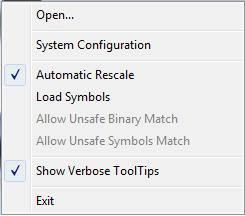 Open...
System Configuration
Automatic Rescale
Load Symbols
Allow Unsafe Binary Match
Allow Unsafe Symbols Match
Show Verbose ToolTips
Exit